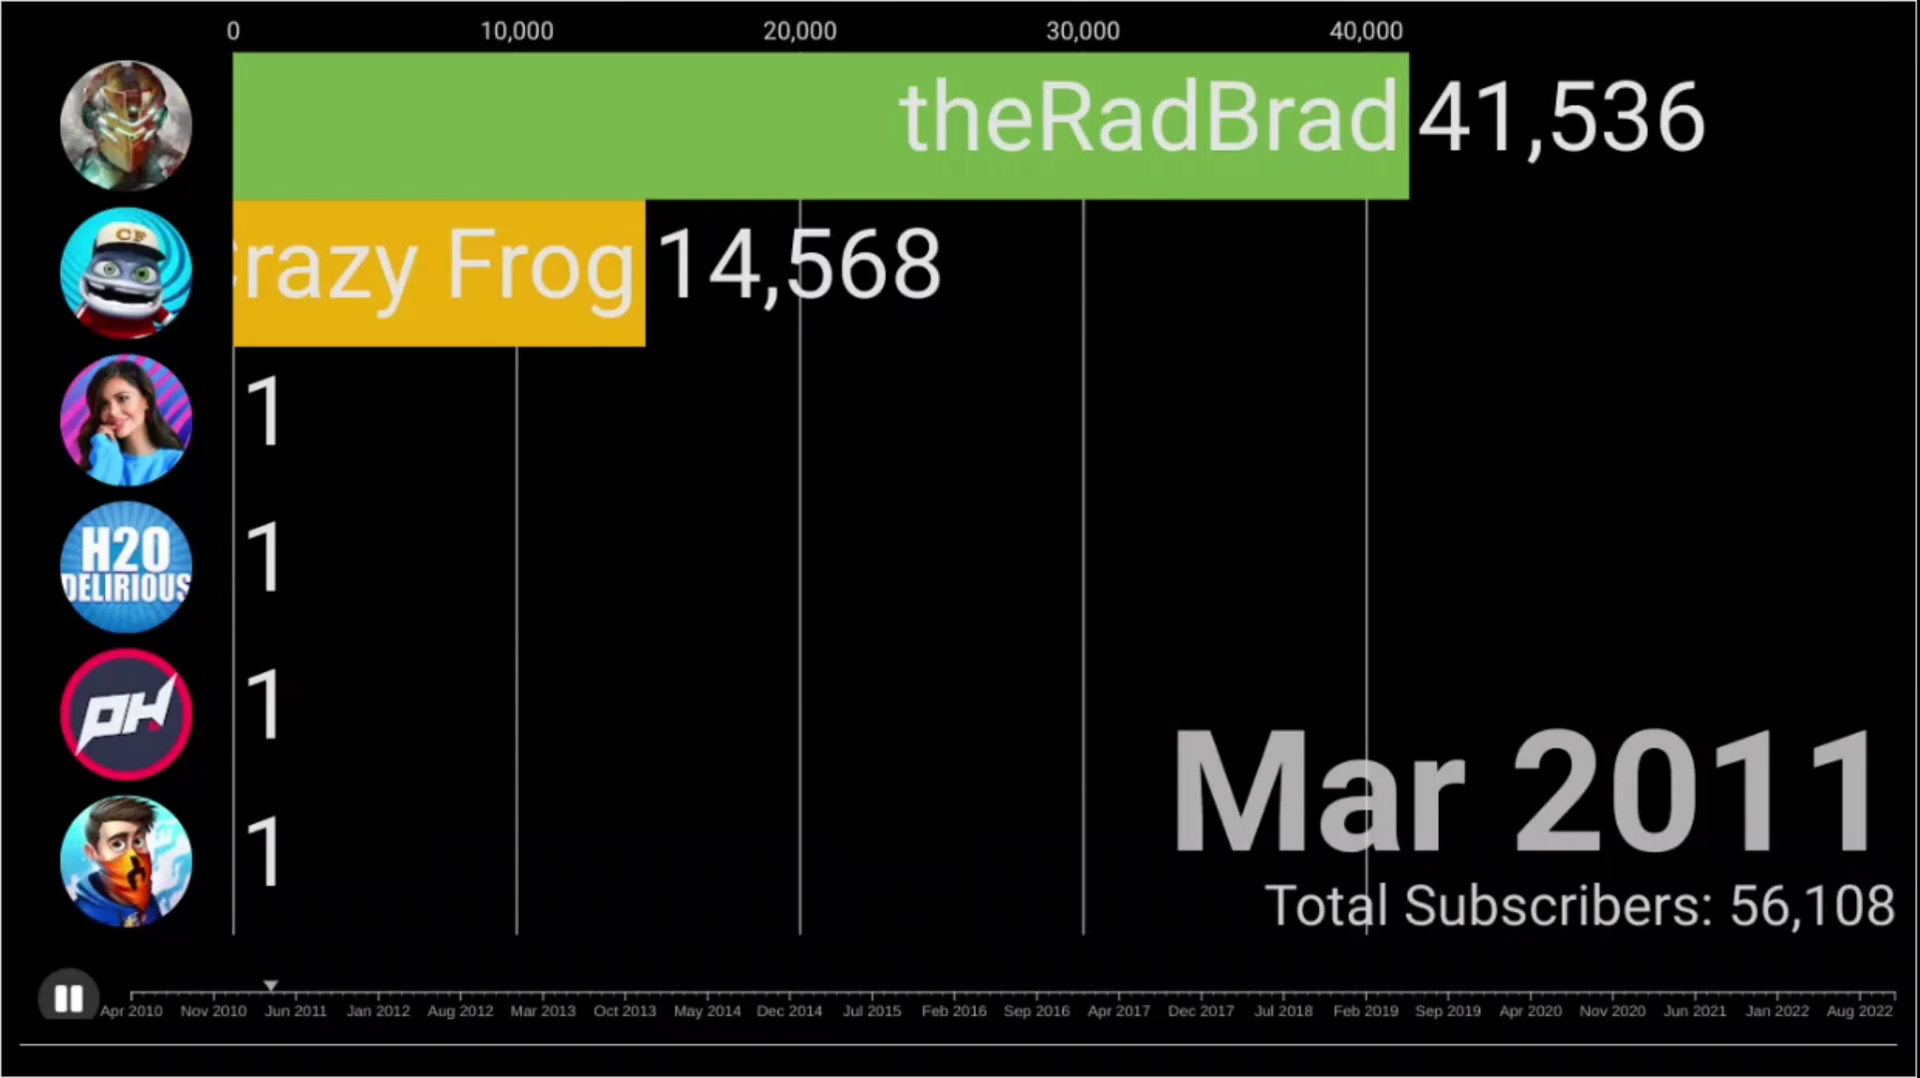 0 10,000 20,000 30,000 40,000
theRadBrad 41,536
CF
Crazy Frog 14,568
1
H2O
DELIRIOUS
1
PH
1
1
Mar 2011
Total Subscribers: 56,108
Apr 2010 Nov 2010 Jun 2011 Jan 2012 Aug 2012 Mar 2013 Oct 2013 May 2014 Dec 2014 Jul 2015 Feb 2016 Sep 2016 Apr 2017 Dec 2017 Jul 2018 Feb 2019 Sep 2019 Apr 2020 Nov 2020 Jun 2021 Jan 2022 Aug 2022